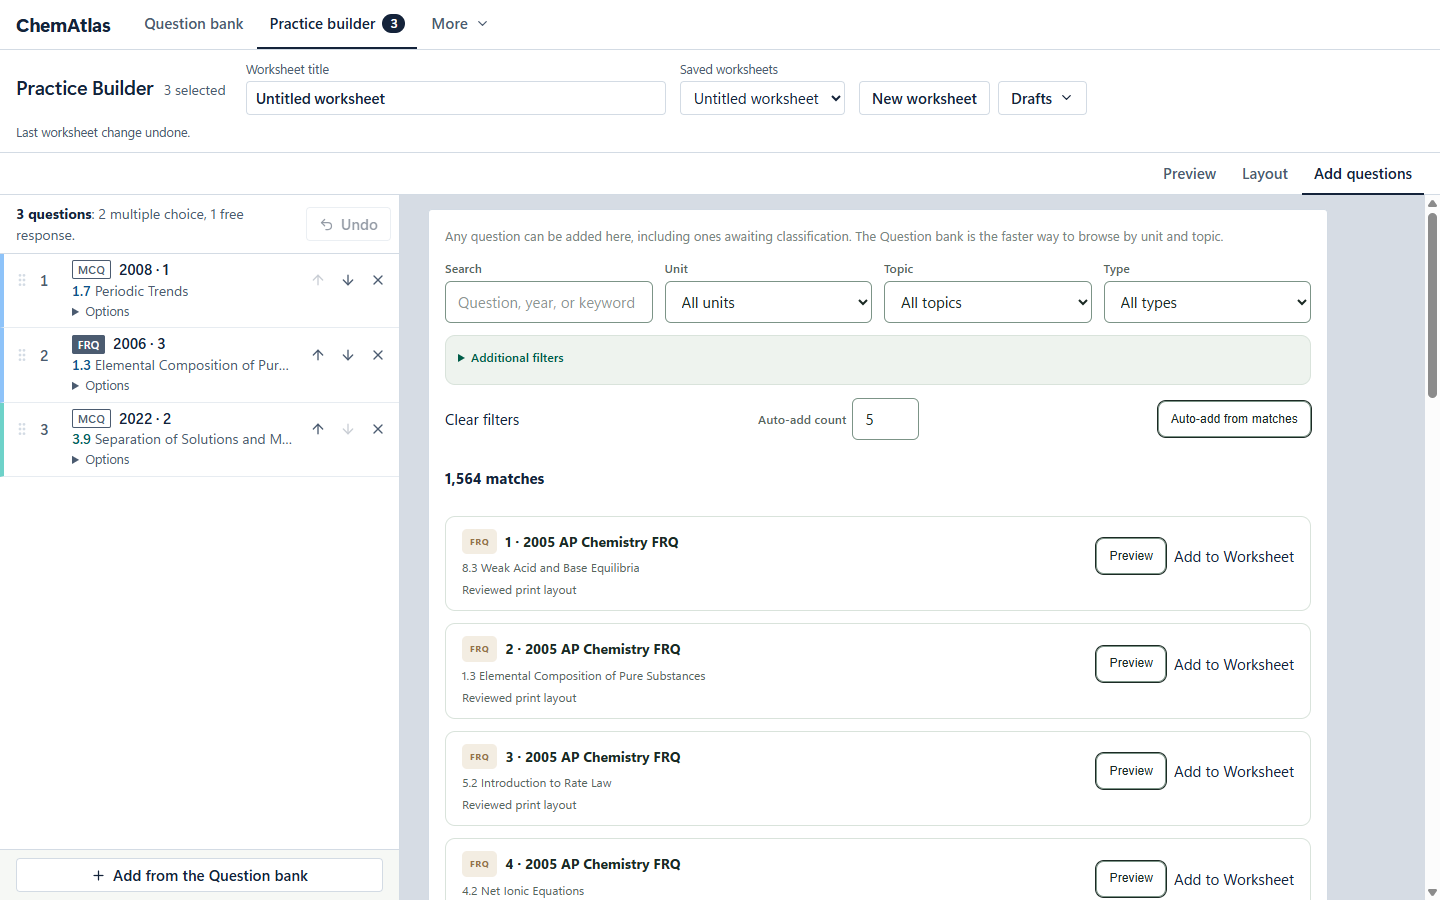 ChemAtlas
Question bank
Practice builder 3
More
Practice Builder 3 selected
Worksheet title
Untitled worksheet
Saved worksheets
Untitled worksheet
New worksheet
Drafts
Last worksheet change undone.
Preview
Layout
Add questions
3 questions: 2 multiple choice, 1 free
response.
Undo
1 MCQ 2008 · 1
1.7 Periodic Trends
Options
2 FRQ 2006 · 3
1.3 Elemental Composition of Pur...
Options
3 MCQ 2022 · 2
3.9 Separation of Solutions and M...
Options
+ Add from the Question bank
Any question can be added here, including ones awaiting classification. The Question bank is the faster way to browse by unit and topic.
Search
Question, year, or keyword
Unit
All units
Topic
All topics
Type
All types
Additional filters
Clear filters
Auto-add count 5
Auto-add from matches
1,564 matches
FRQ 1 · 2005 AP Chemistry FRQ
8.3 Weak Acid and Base Equilibria
Reviewed print layout
Preview Add to Worksheet
FRQ 2 · 2005 AP Chemistry FRQ
1.3 Elemental Composition of Pure Substances
Reviewed print layout
Preview Add to Worksheet
FRQ 3 · 2005 AP Chemistry FRQ
5.2 Introduction to Rate Law
Reviewed print layout
Preview Add to Worksheet
FRQ 4 · 2005 AP Chemistry FRQ
4.2 Net Ionic Equations
Preview Add to Worksheet